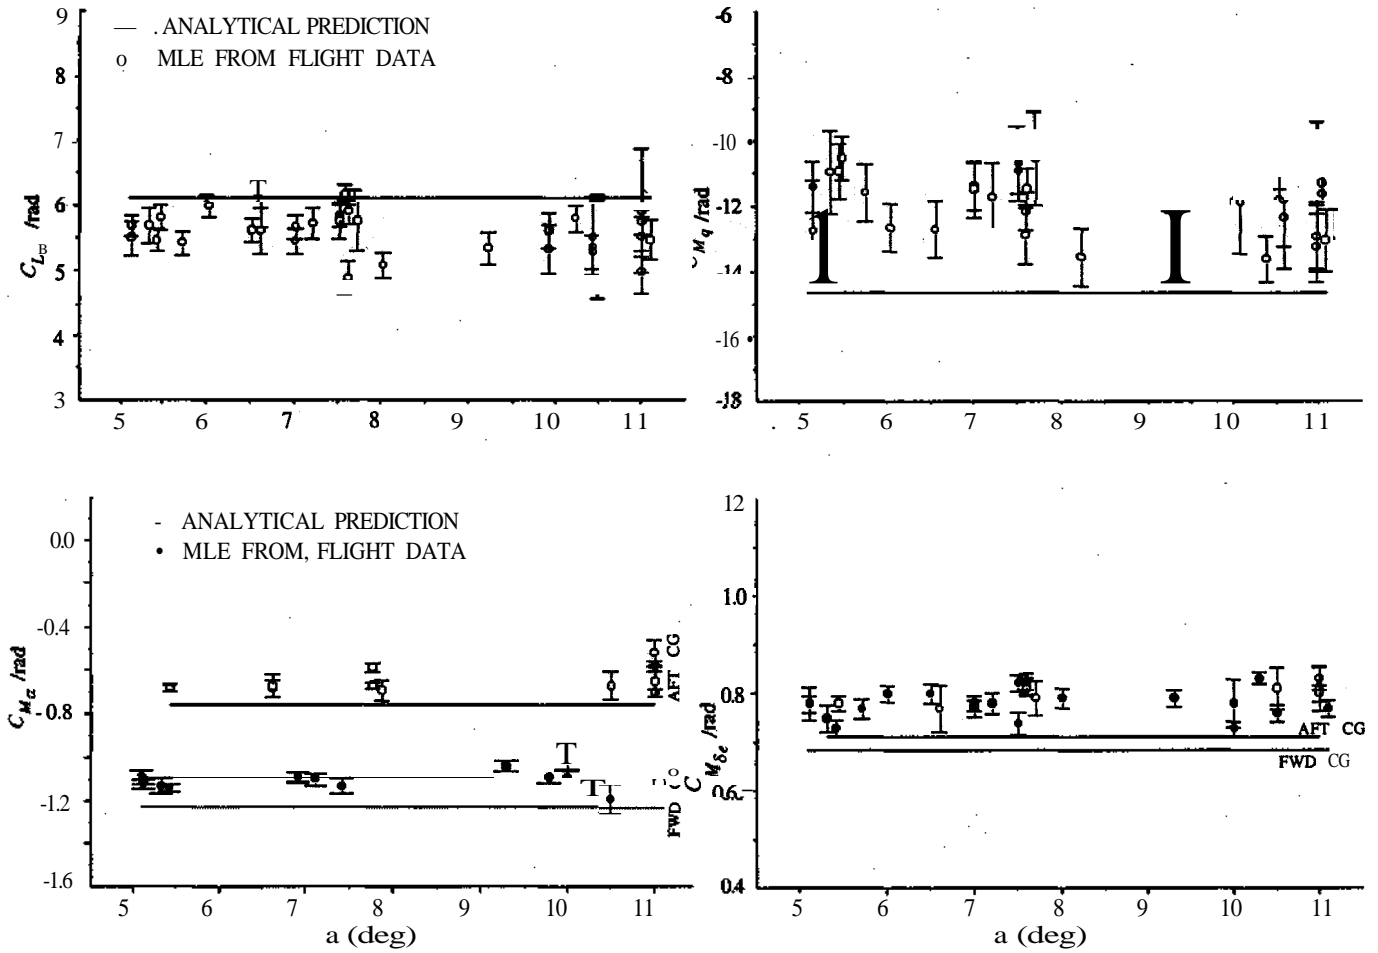 9
— . ANALYTICAL PREDICTION
o MLE FROM FLIGHT DATA
8
7
6
5
4
3
C_{L_B} /rad
5 6 7 8 9 10 11
-6
-8
-10
-12
-14
-16
-18
M_q /rad
5 6 7 8 9 10 11
- ANALYTICAL PREDICTION
• MLE FROM, FLIGHT DATA
0.0
-0.4
-0.8
-1.2
-1.6
C_{M_α} /rad
AFT CG
FWD
5 6 7 8 9 10 11
a (deg)
12
1.0
0.8
0.6
0.4
C_{M_{δe}} /rad
AFT CG
FWD CG
5 6 7 8 9 10 11
a (deg)